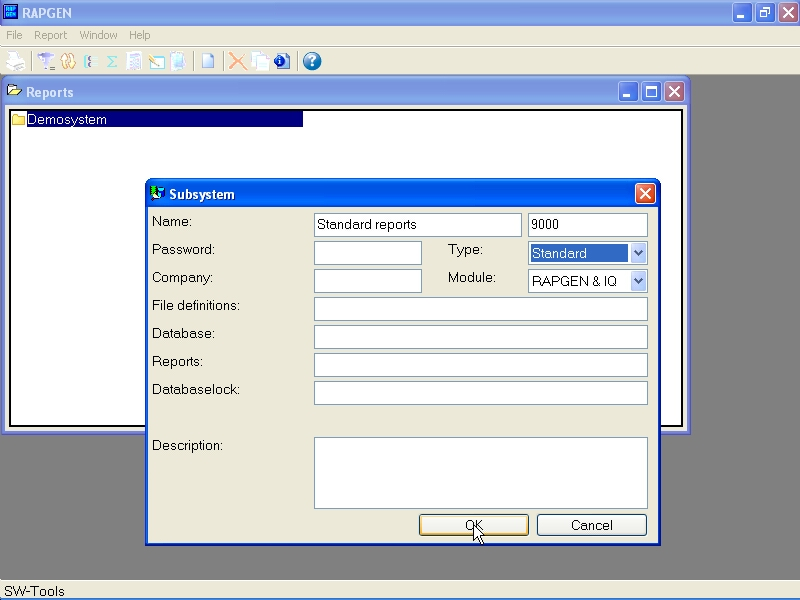 RAPGEN
File Report Window Help
Reports
Demosystem
Subsystem
Name: Standard reports 9000
Password: Type: Standard
Company: Module: RAPGEN & IQ
File definitions:
Database:
Reports:
Databaselock:
Description:
OK Cancel
SW-Tools